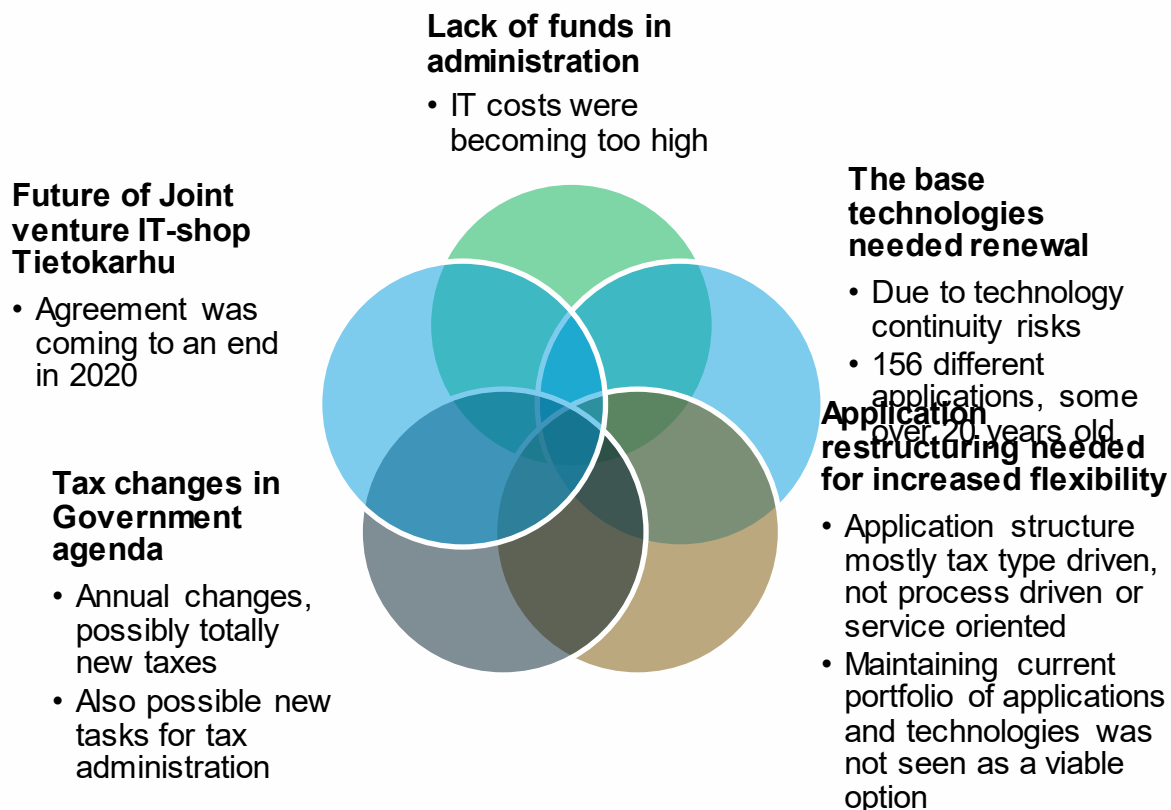 Lack of funds in
administration
• IT costs were
becoming too high
The base
technologies
needed renewal
• Due to technology
continuity risks
• 156 different
applications, some
over 20 years old.
Application
restructuring needed
for increased flexibility
• Application structure
mostly tax type driven,
not process driven or
service oriented
• Maintaining current
portfolio of applications
and technologies was
not seen as a viable
option
Tax changes in
Government
agenda
• Annual changes,
possibly totally
new taxes
• Also possible new
tasks for tax
administration
Future of Joint
venture IT-shop
Tietokarhu
• Agreement was
coming to an end
in 2020